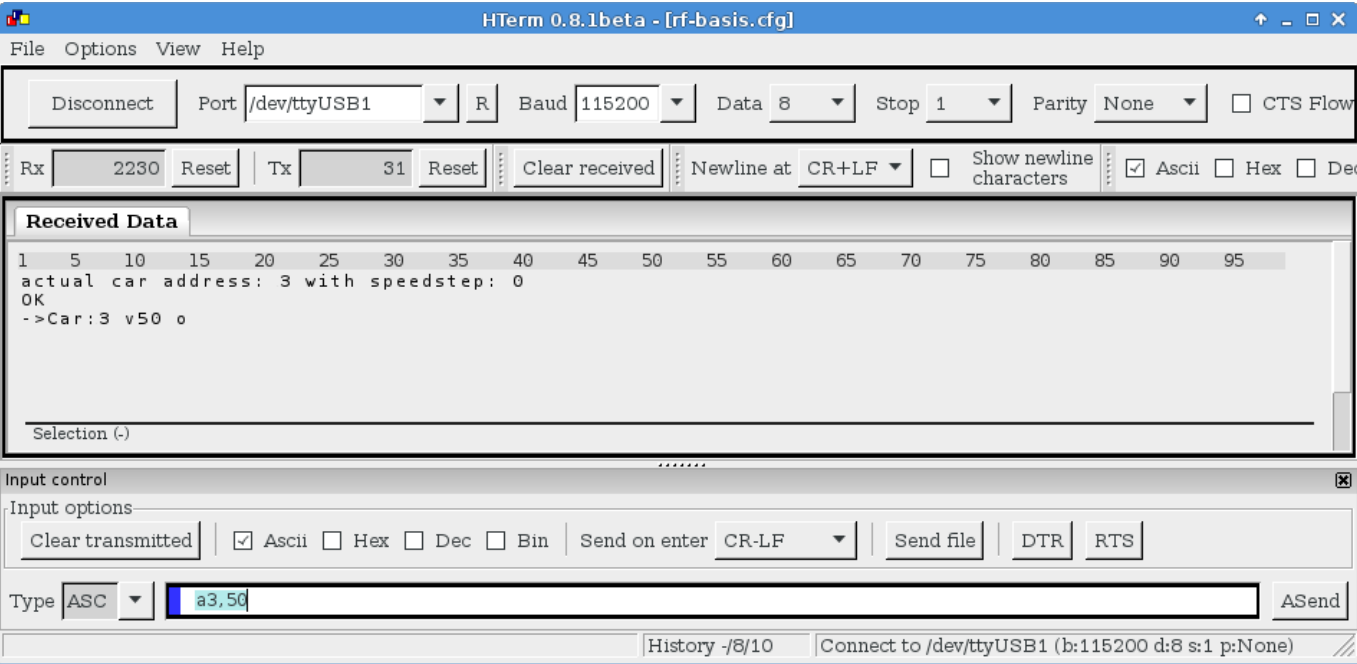 HTerm 0.8.1beta - [rf-basis.cfg]
File Options View Help
Disconnect Port /dev/ttyUSB1 R Baud 115200 Data 8 Stop 1 Parity None CTS Flow
Rx 2230 Reset Tx 31 Reset Clear received Newline at CR+LF Show newline characters Ascii Hex Dec
Received Data
1 5 10 15 20 25 30 35 40 45 50 55 60 65 70 75 80 85 90 95
actual car address: 3 with speedstep: 0
OK
->Car:3 v50 o
Selection (-)
Input control
Input options
Clear transmitted Ascii Hex Dec Bin Send on enter CR-LF Send file DTR RTS
Type ASC a3,50 ASend
History -/8/10 Connect to /dev/ttyUSB1 (b:115200 d:8 s:1 p:None)